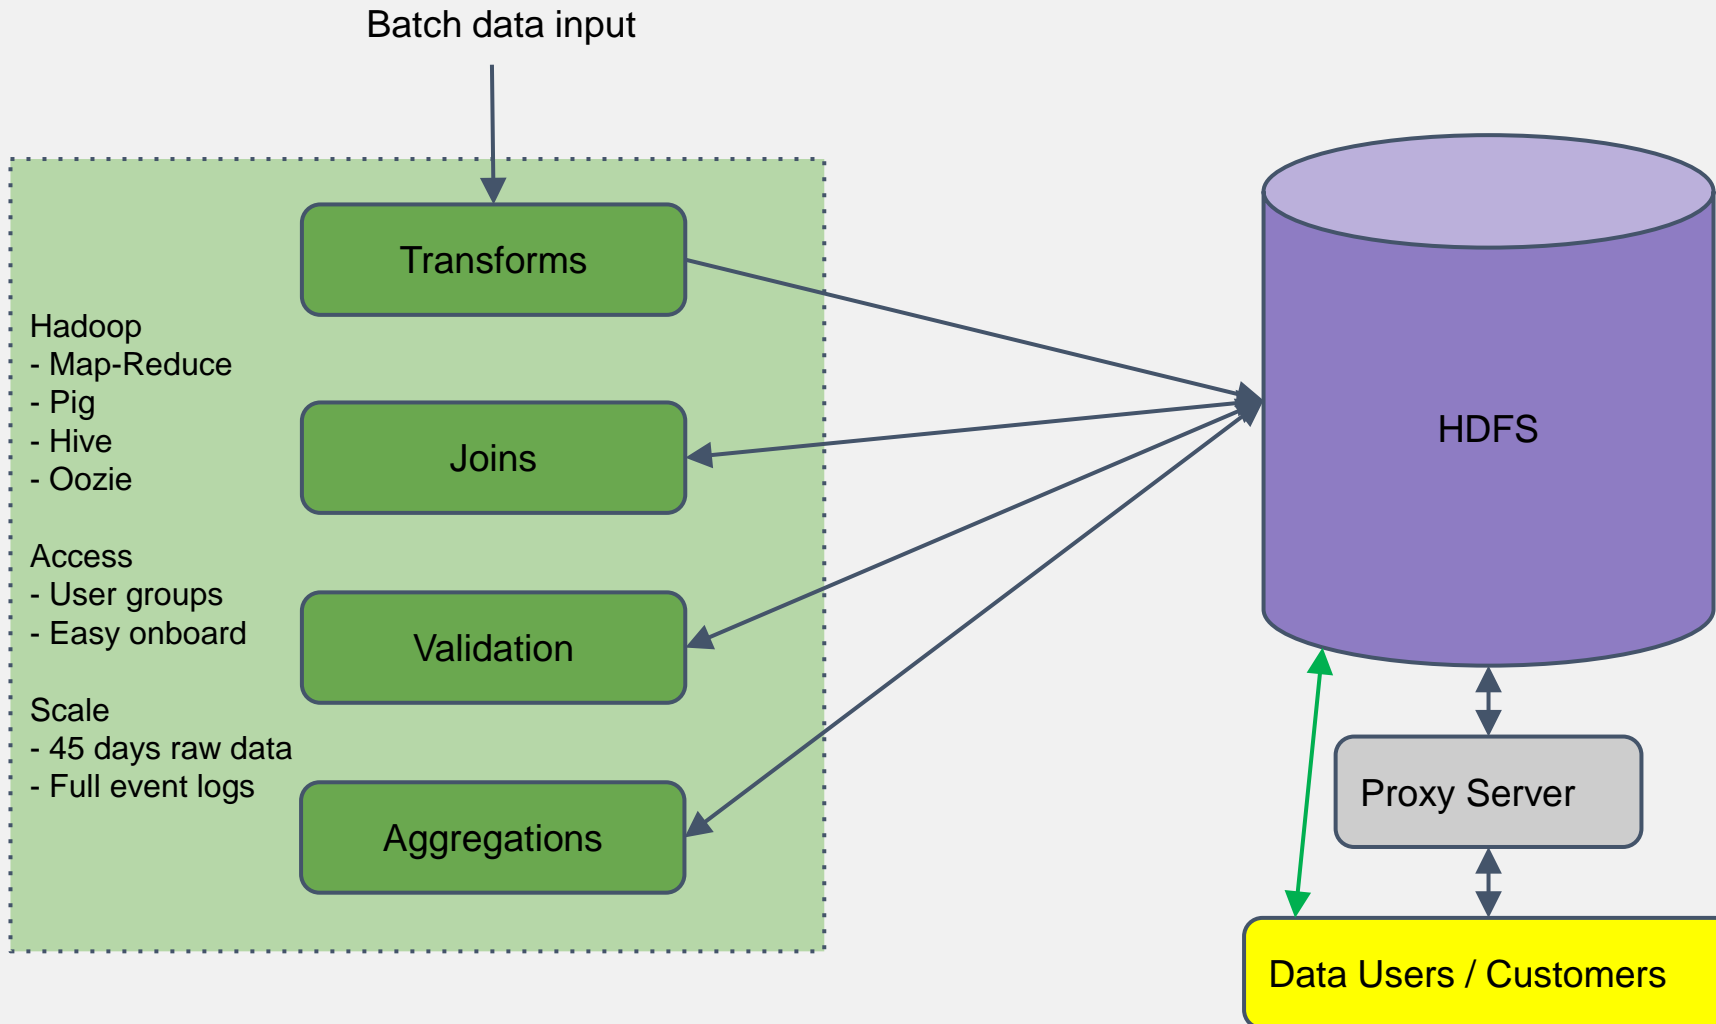 Batch data input
Transforms
Hadoop
- Map-Reduce
- Pig
- Hive
- Oozie
Joins
HDFS
Access
- User groups
- Easy onboard
Validation
Scale
- 45 days raw data
- Full event logs
Aggregations
Proxy Server
Data Users / Customers